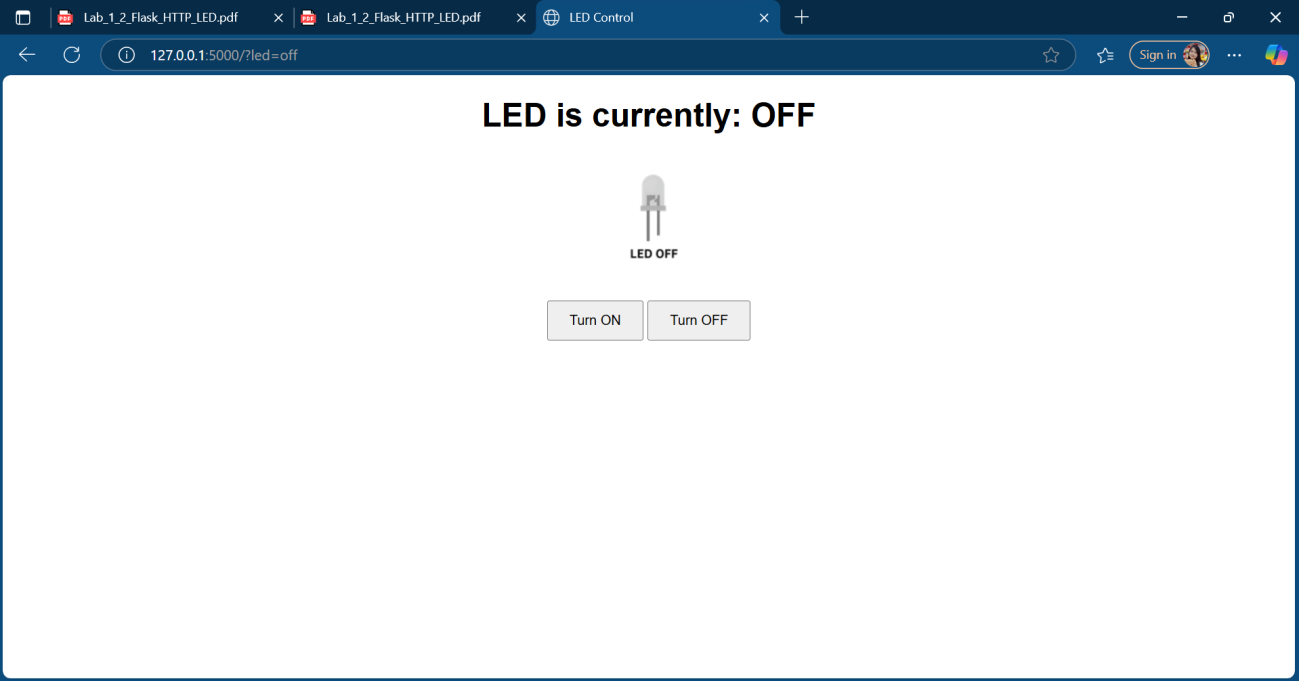 Lab_1_2_Flask_HTTP_LED.pdf
Lab_1_2_Flask_HTTP_LED.pdf
LED Control
127.0.0.1:5000/?led=off
Sign in
LED is currently: OFF
LED OFF
Turn ON Turn OFF